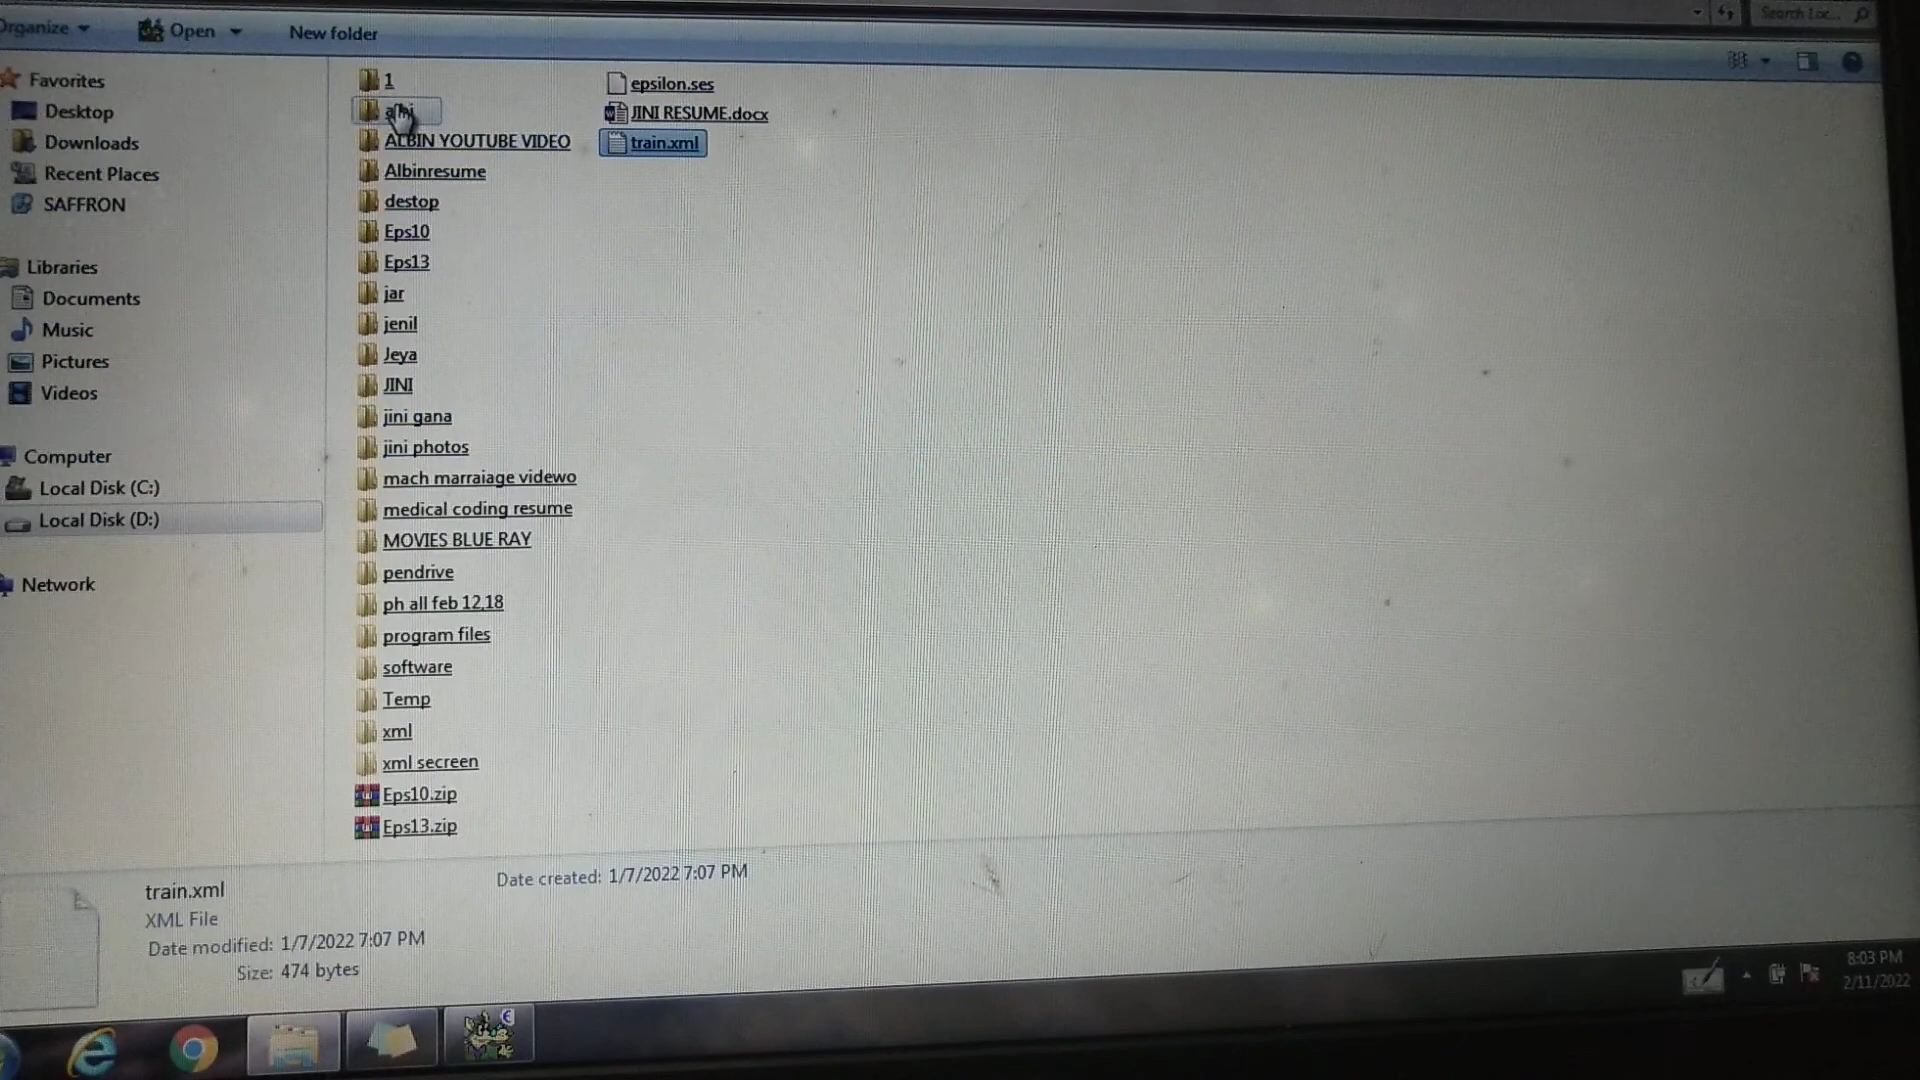 Organize
Open
New folder
Search Loc...
Favorites
Desktop
Downloads
Recent Places
SAFFRON
Libraries
Documents
Music
Pictures
Videos
Computer
Local Disk (C:)
Local Disk (D:)
Network
1
ALBIN YOUTUBE VIDEO
Albinresume
destop
Eps10
Eps13
jar
jenil
Jeya
JINI
jini gana
jini photos
mach marraiage videwo
medical coding resume
MOVIES BLUE RAY
pendrive
ph all feb 12,18
program files
software
Temp
xml
xml secreen
Eps10.zip
Eps13.zip
epsilon.ses
JINI RESUME.docx
train.xml
train.xml
XML File
Date modified: 1/7/2022 7:07 PM
Size: 474 bytes
Date created: 1/7/2022 7:07 PM
8:03 PM
2/11/2022